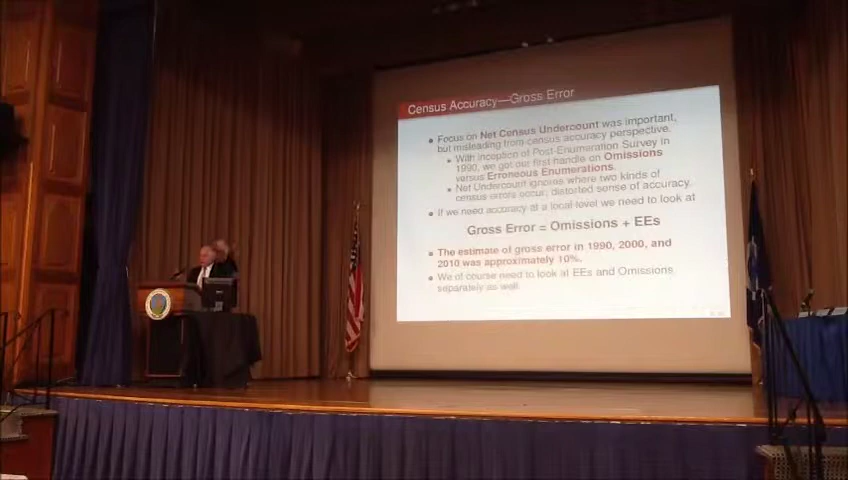 Census Accuracy—Gross Error
• Focus on Net Census Undercount was important,
but misleading from census accuracy perspective.
• With inception of Post-Enumeration Survey in
1990, we got our first handle on Omissions
versus Erroneous Enumerations.
• Net Undercount ignores where two kinds of
census errors occur; distorted sense of accuracy.
• If we need accuracy at a local level we need to look at
Gross Error = Omissions + EEs
• The estimate of gross error in 1990, 2000, and
2010 was approximately 10%.
• We of course need to look at EEs and Omissions
separately as well.